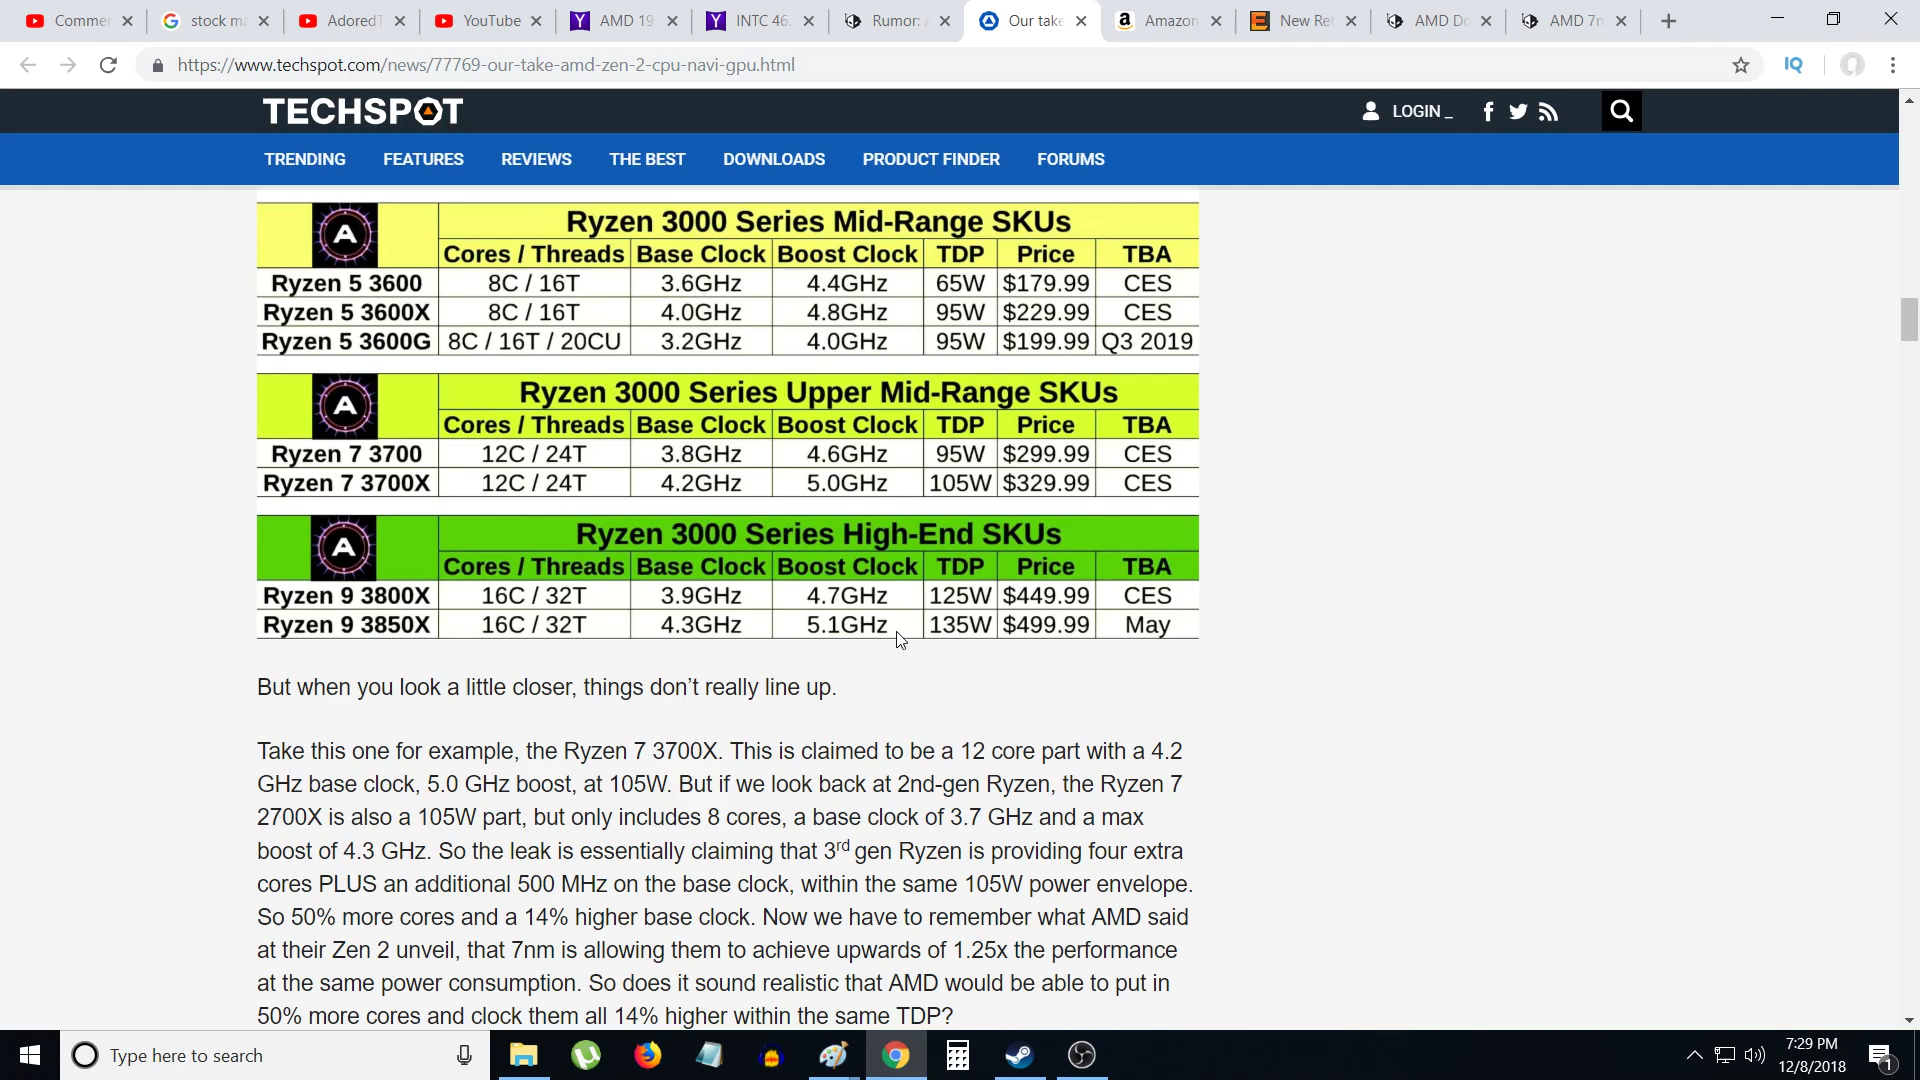 Commer
stock ma
AdoredT
YouTube
AMD 19
INTC 46.
Rumor: A
Our take
Amazon
New Ret
AMD Do
AMD 7n
https://www.techspot.com/news/77769-our-take-amd-zen-2-cpu-navi-gpu.html
IQ
TECHSPOT
LOGIN _
TRENDING FEATURES REVIEWS THE BEST DOWNLOADS PRODUCT FINDER FORUMS
Ryzen 3000 Series Mid-Range SKUs
Cores / Threads Base Clock Boost Clock TDP Price TBA
Ryzen 5 3600 8C / 16T 3.6GHz 4.4GHz 65W $179.99 CES
Ryzen 5 3600X 8C / 16T 4.0GHz 4.8GHz 95W $229.99 CES
Ryzen 5 3600G 8C / 16T / 20CU 3.2GHz 4.0GHz 95W $199.99 Q3 2019
Ryzen 3000 Series Upper Mid-Range SKUs
Cores / Threads Base Clock Boost Clock TDP Price TBA
Ryzen 7 3700 12C / 24T 3.8GHz 4.6GHz 95W $299.99 CES
Ryzen 7 3700X 12C / 24T 4.2GHz 5.0GHz 105W $329.99 CES
Ryzen 3000 Series High-End SKUs
Cores / Threads Base Clock Boost Clock TDP Price TBA
Ryzen 9 3800X 16C / 32T 3.9GHz 4.7GHz 125W $449.99 CES
Ryzen 9 3850X 16C / 32T 4.3GHz 5.1GHz 135W $499.99 May
But when you look a little closer, things don’t really line up.
Take this one for example, the Ryzen 7 3700X. This is claimed to be a 12 core part with a 4.2
GHz base clock, 5.0 GHz boost, at 105W. But if we look back at 2nd-gen Ryzen, the Ryzen 7
2700X is also a 105W part, but only includes 8 cores, a base clock of 3.7 GHz and a max
boost of 4.3 GHz. So the leak is essentially claiming that 3rd gen Ryzen is providing four extra
cores PLUS an additional 500 MHz on the base clock, within the same 105W power envelope.
So 50% more cores and a 14% higher base clock. Now we have to remember what AMD said
at their Zen 2 unveil, that 7nm is allowing them to achieve upwards of 1.25x the performance
at the same power consumption. So does it sound realistic that AMD would be able to put in
50% more cores and clock them all 14% higher within the same TDP?
Type here to search
7:29 PM
12/8/2018
1